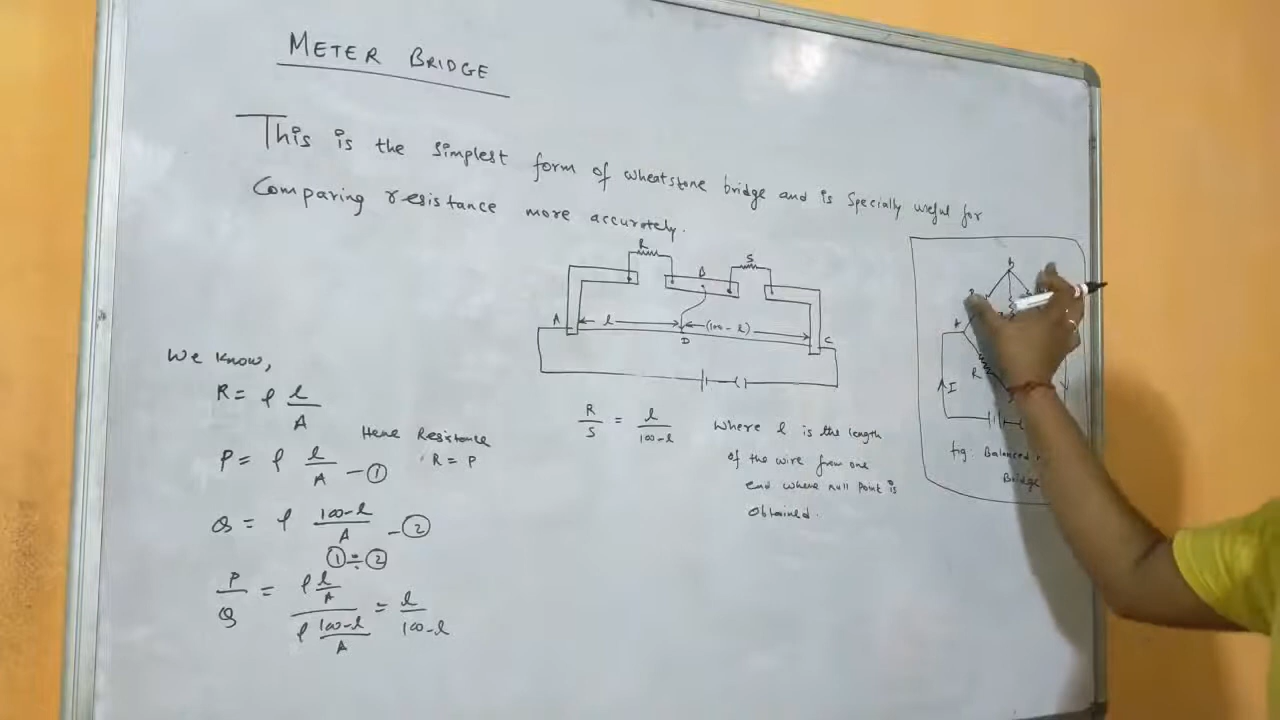 METER BRIDGE
This is the simplest form of wheatstone bridge and is specially useful for
Comparing resistance more accurately.
R
S
B
A
l
(100-l)
D
C
We know,
R = ρ l/A
Here Resistance
R = P
P = ρ l/A - ①
Q = ρ 100-l/A - ②
① ÷ ②
P/Q = ρ l/A / ρ 100-l/A = l/100-l
R/S = l/100-l
Where l is the length
of the wire from one
end where null point is
obtained.
B
A
R
I
fig: Balanced
Bridge